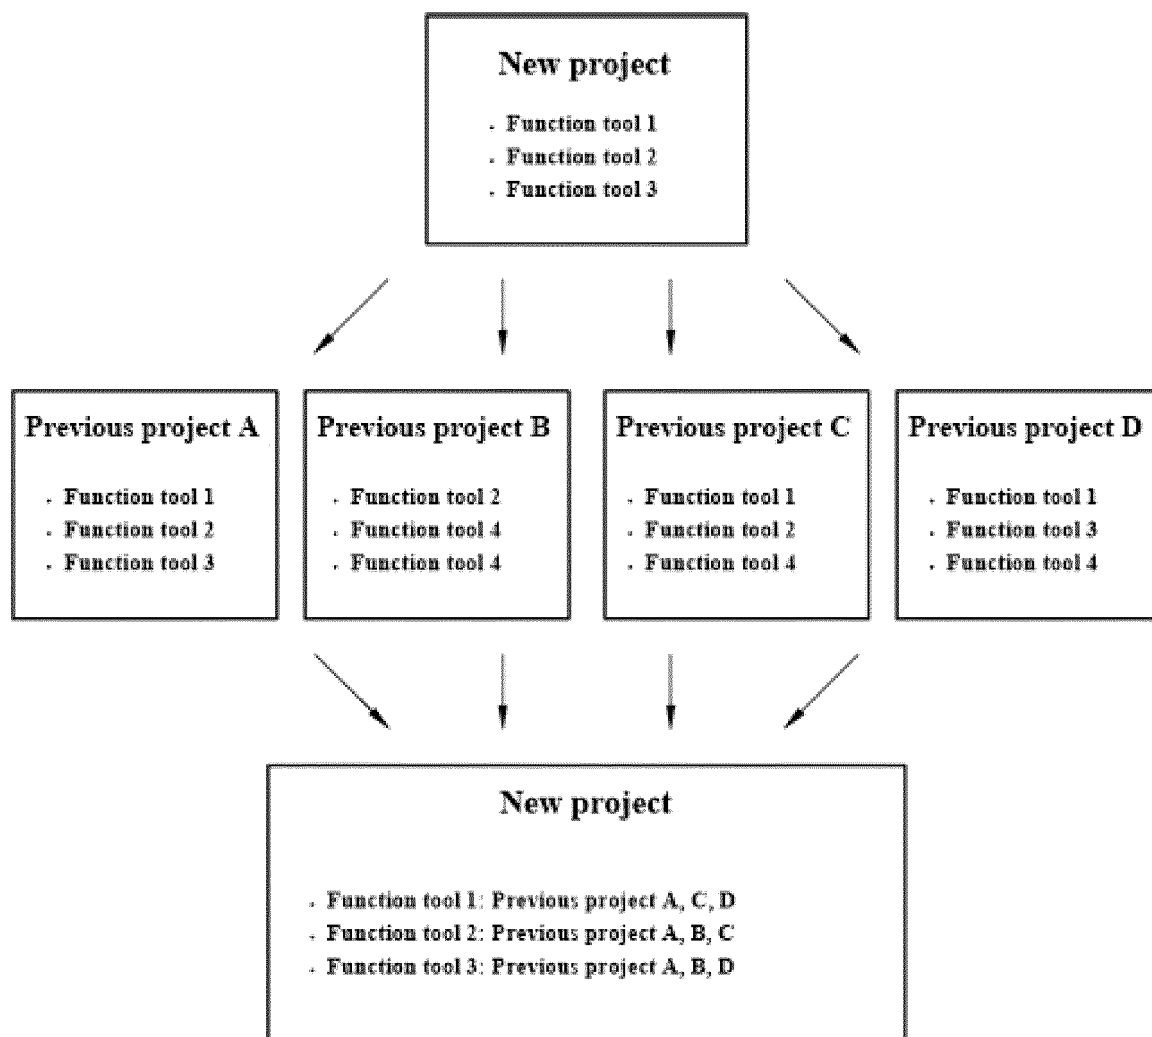 New project
. Function tool 1
. Function tool 2
. Function tool 3
Previous project A
. Function tool 1
. Function tool 2
. Function tool 3
Previous project B
. Function tool 2
. Function tool 4
. Function tool 4
Previous project C
. Function tool 1
. Function tool 2
. Function tool 4
Previous project D
. Function tool 1
. Function tool 3
. Function tool 4
New project
. Function tool 1: Previous project A, C, D
. Function tool 2: Previous project A, B, C
. Function tool 3: Previous project A, B, D